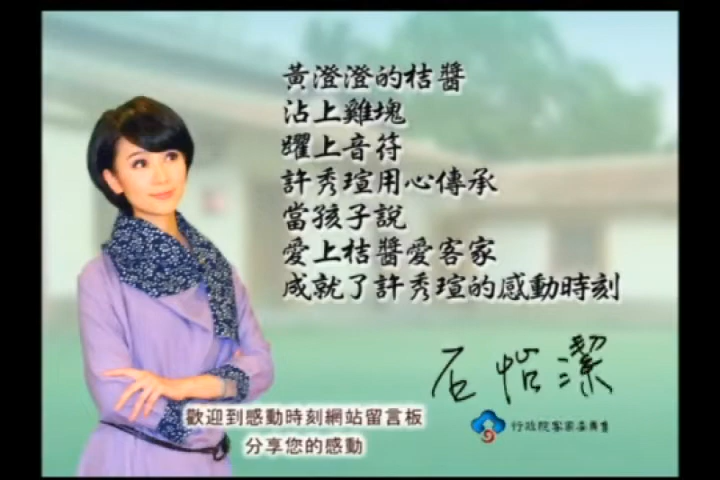 黃澄澄的桔醬
沾上雞塊
躍上音符
許秀瑄用心傳承
當孩子說
愛上桔醬愛客家
成就了許秀瑄的感動時刻
石怡潔
行政院客家委員會
歡迎到感動時刻網站留言板
分享您的感動